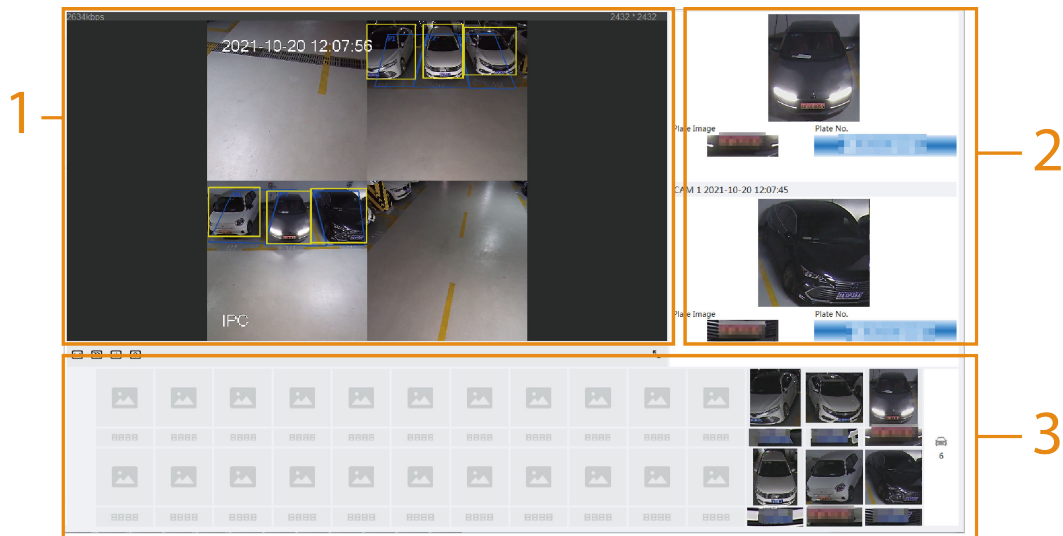 2634kbps
2432 * 2432
2021-10-20 12:07:56
IPC
1
Plate Image
Plate No.
2
CAM 1 2021-10-20 12:07:45
Plate Image
Plate No.
3
6